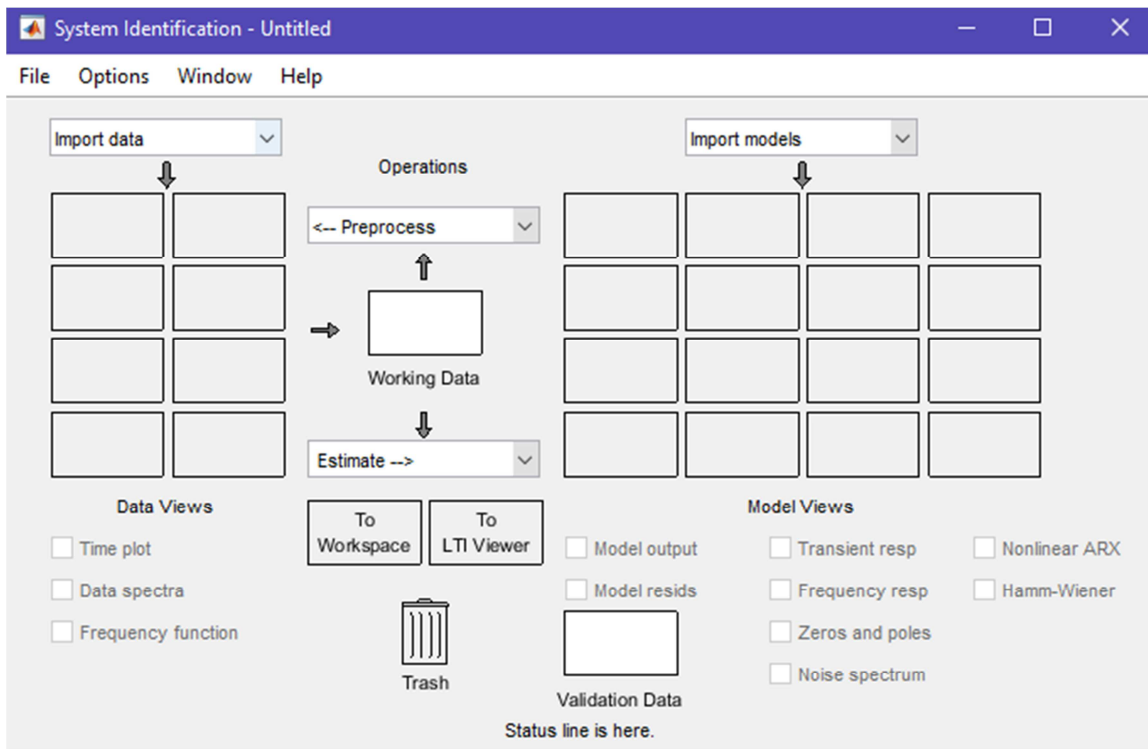 System Identification - Untitled
File Options Window Help
Import data
Import models
Operations
<-- Preprocess
Working Data
Estimate -->
Data Views
To
Workspace
To
LTI Viewer
Model Views
Time plot
Data spectra
Frequency function
Model output
Model resids
Transient resp
Frequency resp
Zeros and poles
Noise spectrum
Nonlinear ARX
Hamm-Wiener
Trash
Validation Data
Status line is here.